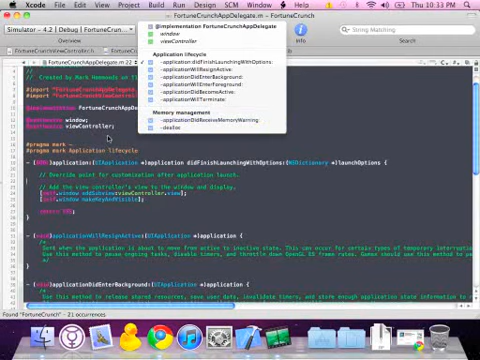 Xcode File Edit View Project Build Run Design SCM Window Help 10:33 PM
FortuneCrunchAppDelegate.m - FortuneCrunch
Simulator - 4.2 | Debug | FortuneC...
String Matching
FortuneCrunchViewController.h
FortuneCrunchAppDelegate.m:22
@implementation FortuneCrunchAppDelegate
window
viewController
Application lifecycle
-application:didFinishLaunchingWithOptions:
-applicationWillResignActive:
-applicationDidEnterBackground:
-applicationWillEnterForeground:
-applicationDidBecomeActive:
-applicationWillTerminate:
Memory management
-applicationDidReceiveMemoryWarning:
-dealloc
// Created by Mark Hammonds on
//
#import "FortuneCrunchAppDelegate
#import "FortuneCrunchView
@implementation FortuneCrunchAppD
@synthesize window;
@synthesize viewController;
#pragma mark -
#pragma mark Application lifecycle
- (BOOL)application:(UIApplication *)application didFinishLaunchingWithOptions:(NSDictionary *)launchOptions {
// Override point for customization after application launch.
// Add the view controller's view to the window and display.
[self.window addSubview:viewController.view];
[self.window makeKeyAndVisible];
return YES;
}
- (void)applicationWillResignActive:(UIApplication *)application {
/*
Sent when the application is about to move from active to inactive state. This can occur for certain types of temporary interruptio
Use this method to pause ongoing tasks, disable timers, and throttle down OpenGL ES frame rates. Games should use this method to p
*/
}
- (void)applicationDidEnterBackground:(UIApplication *)application {
/*
Use this method to release shared resources, save user data, invalidate timers, and store enough application state information to r
Found "FortuneCrunch" - 21 occurrences